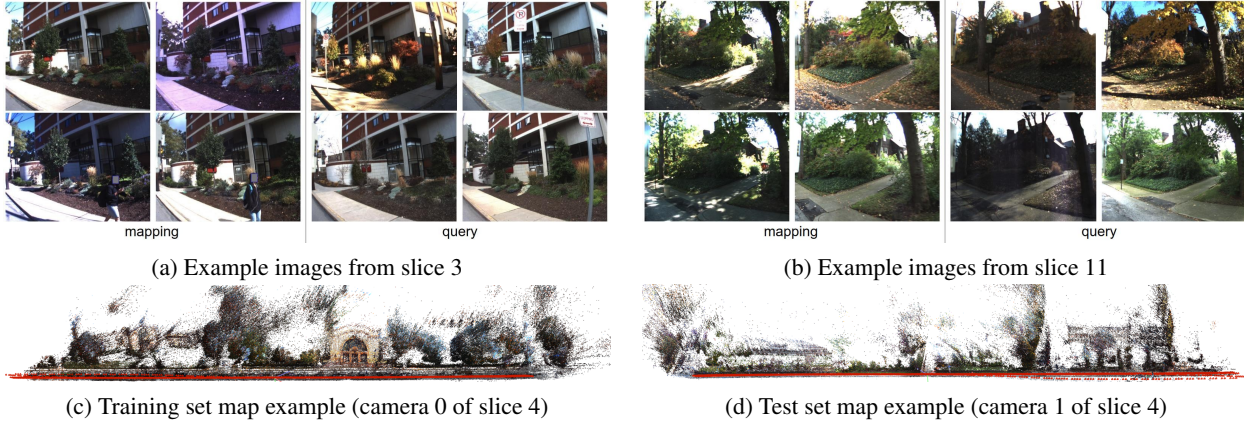 mapping
query
mapping
query
(a) Example images from slice 3
(b) Example images from slice 11
(c) Training set map example (camera 0 of slice 4)
(d) Test set map example (camera 1 of slice 4)